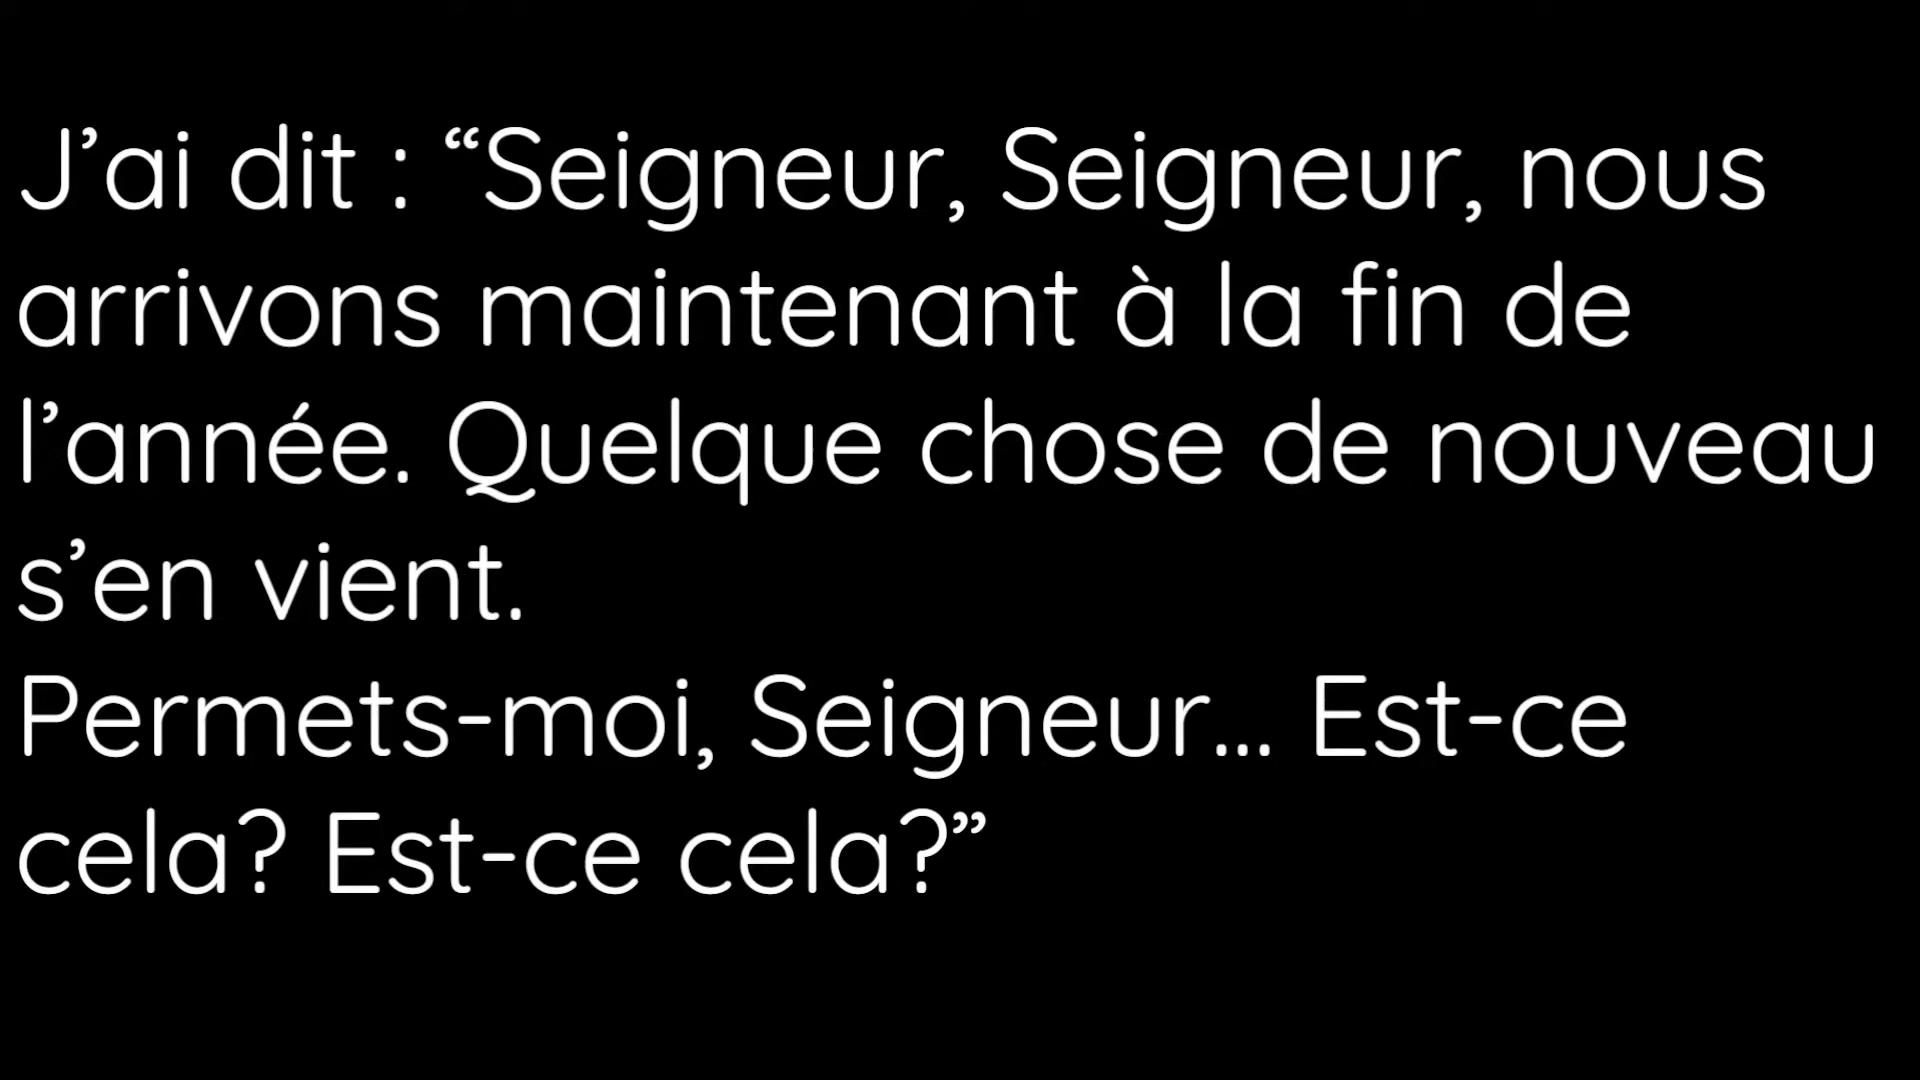 J’ai dit : “Seigneur, Seigneur, nous
arrivons maintenant à la fin de
l’année. Quelque chose de nouveau
s’en vient.
Permets-moi, Seigneur... Est-ce
cela? Est-ce cela?”